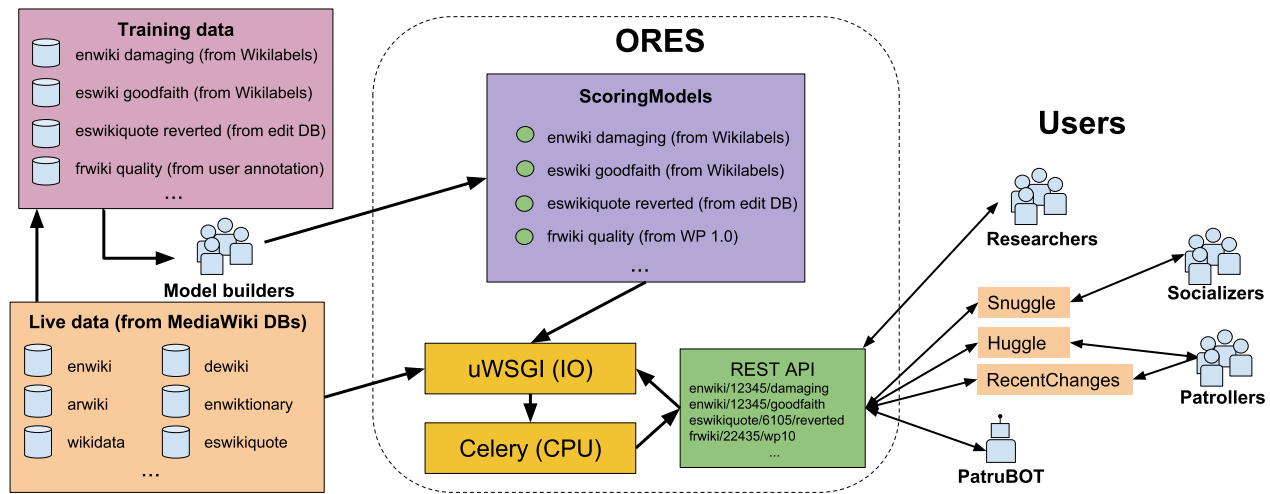 Training data
enwiki damaging (from Wikilabels)
eswiki goodfaith (from Wikilabels)
eswikiquote reverted (from edit DB)
frwiki quality (from user annotation)
...
Model builders
Live data (from MediaWiki DBs)
enwiki
dewiki
arwiki
enwiktionary
wikidata
eswikiquote
...
ORES
ScoringModels
enwiki damaging (from Wikilabels)
eswiki goodfaith (from Wikilabels)
eswikiquote reverted (from edit DB)
frwiki quality (from WP 1.0)
...
uWSGI (IO)
Celery (CPU)
REST API
enwiki/12345/damaging
enwiki/12345/goodfaith
eswikiquote/6105/reverted
frwiki/22435/wp10
...
Users
Researchers
Snuggle
Socializers
Huggle
RecentChanges
Patrollers
PatruBOT